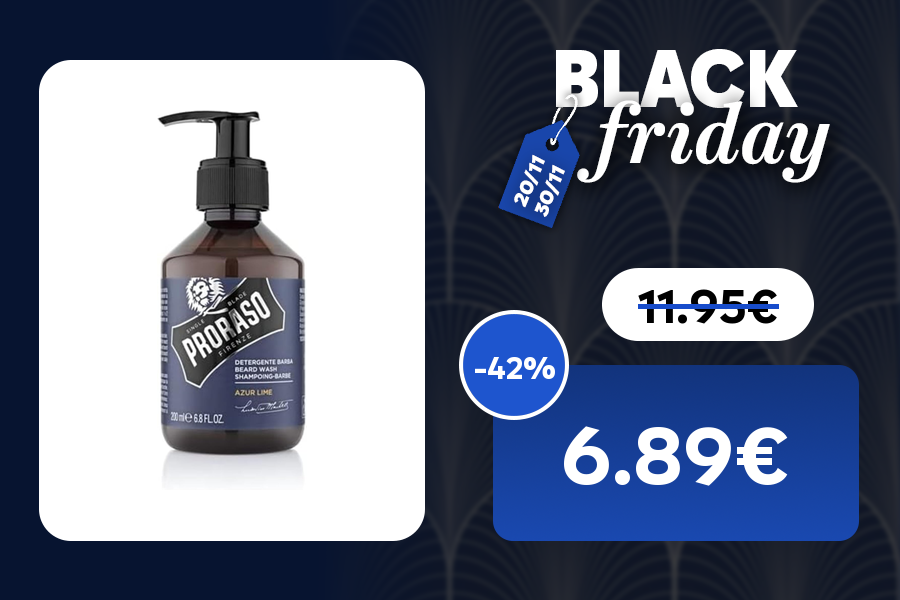 BLACK
friday
20/11
30/11
11.95€
-42%
6.89€
SINGLE BLADE
PRORASO
FIRENZE
DETERGENTE BARBA
BEARD WASH
SHAMPOING-BARBE
AZUR LIME
200 ml℮ 6.8 FL.OZ.